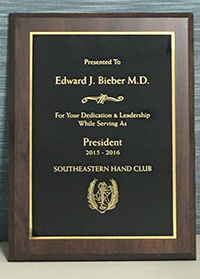 Presented To
Edward J. Bieber M.D.
For Your Dedication & Leadership
While Serving As
President
2015 - 2016
SOUTHEASTERN HAND CLUB